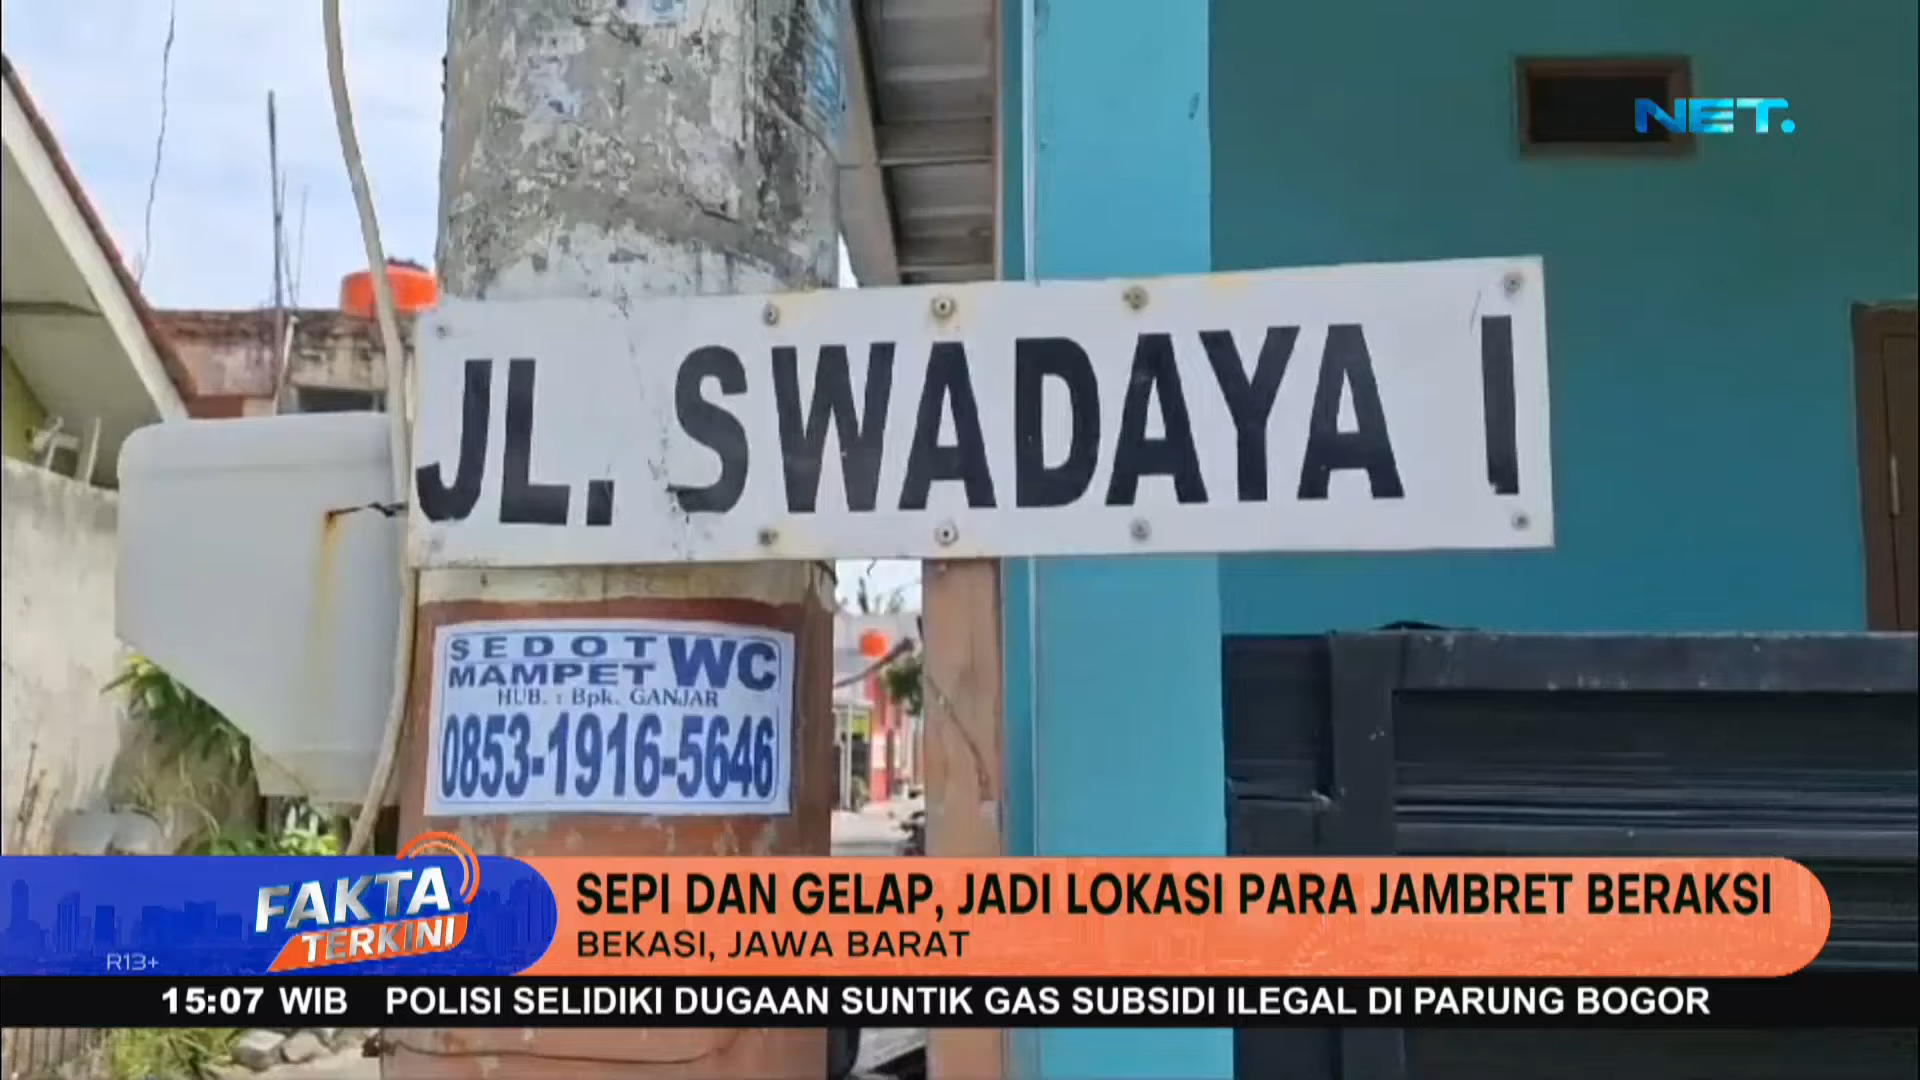 NET.
JL. SWADAYA I
SEDOT WC
MAMPET
HUB. : Bpk. GANJAR
0853-1916-5646
FAKTA
TERKINI
R13+
SEPI DAN GELAP, JADI LOKASI PARA JAMBRET BERAKSI
BEKASI, JAWA BARAT
15:07 WIB POLISI SELIDIKI DUGAAN SUNTIK GAS SUBSIDI ILEGAL DI PARUNG BOGOR